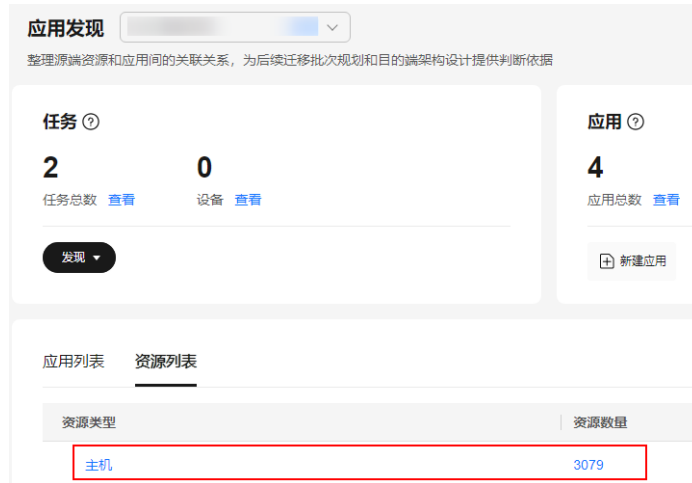 应用发现
整理源端资源和应用间的关联关系，为后续迁移批次规划和目的端架构设计提供判断依据
任务
2 0
任务总数 查看 设备 查看
发现
应用
4
应用总数 查看
新建应用
应用列表 资源列表
资源类型 资源数量
主机 3079